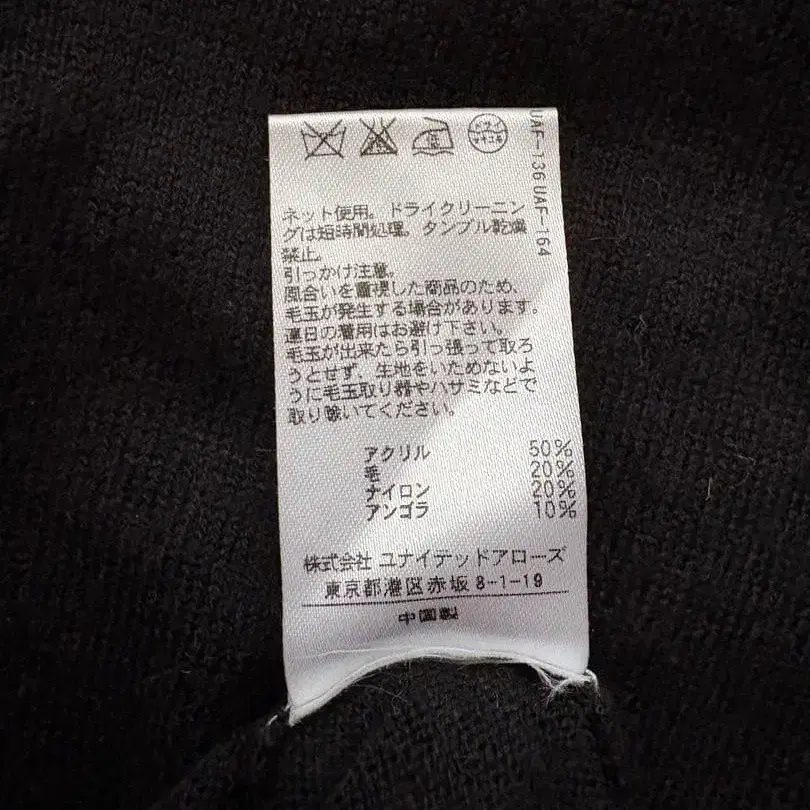 UAF-136 UAF-164
ネット使用。ドライクリーニン
グは短時間処理。タンブル乾燥
禁止。
引っかけ注意。
風合いを重視した商品のため、
毛玉が発生する場合があります。
連日の着用はお避け下さい。
毛玉が出来たら引っ張って取ろ
うとせず、生地をいためないよ
うに毛玉取り器やハサミなどで
取り除いてください。
アクリル 50%
毛 20%
ナイロン 20%
アンゴラ 10%
株式会社 ユナイテッドアローズ
東京都港区赤坂8-1-19
中国製